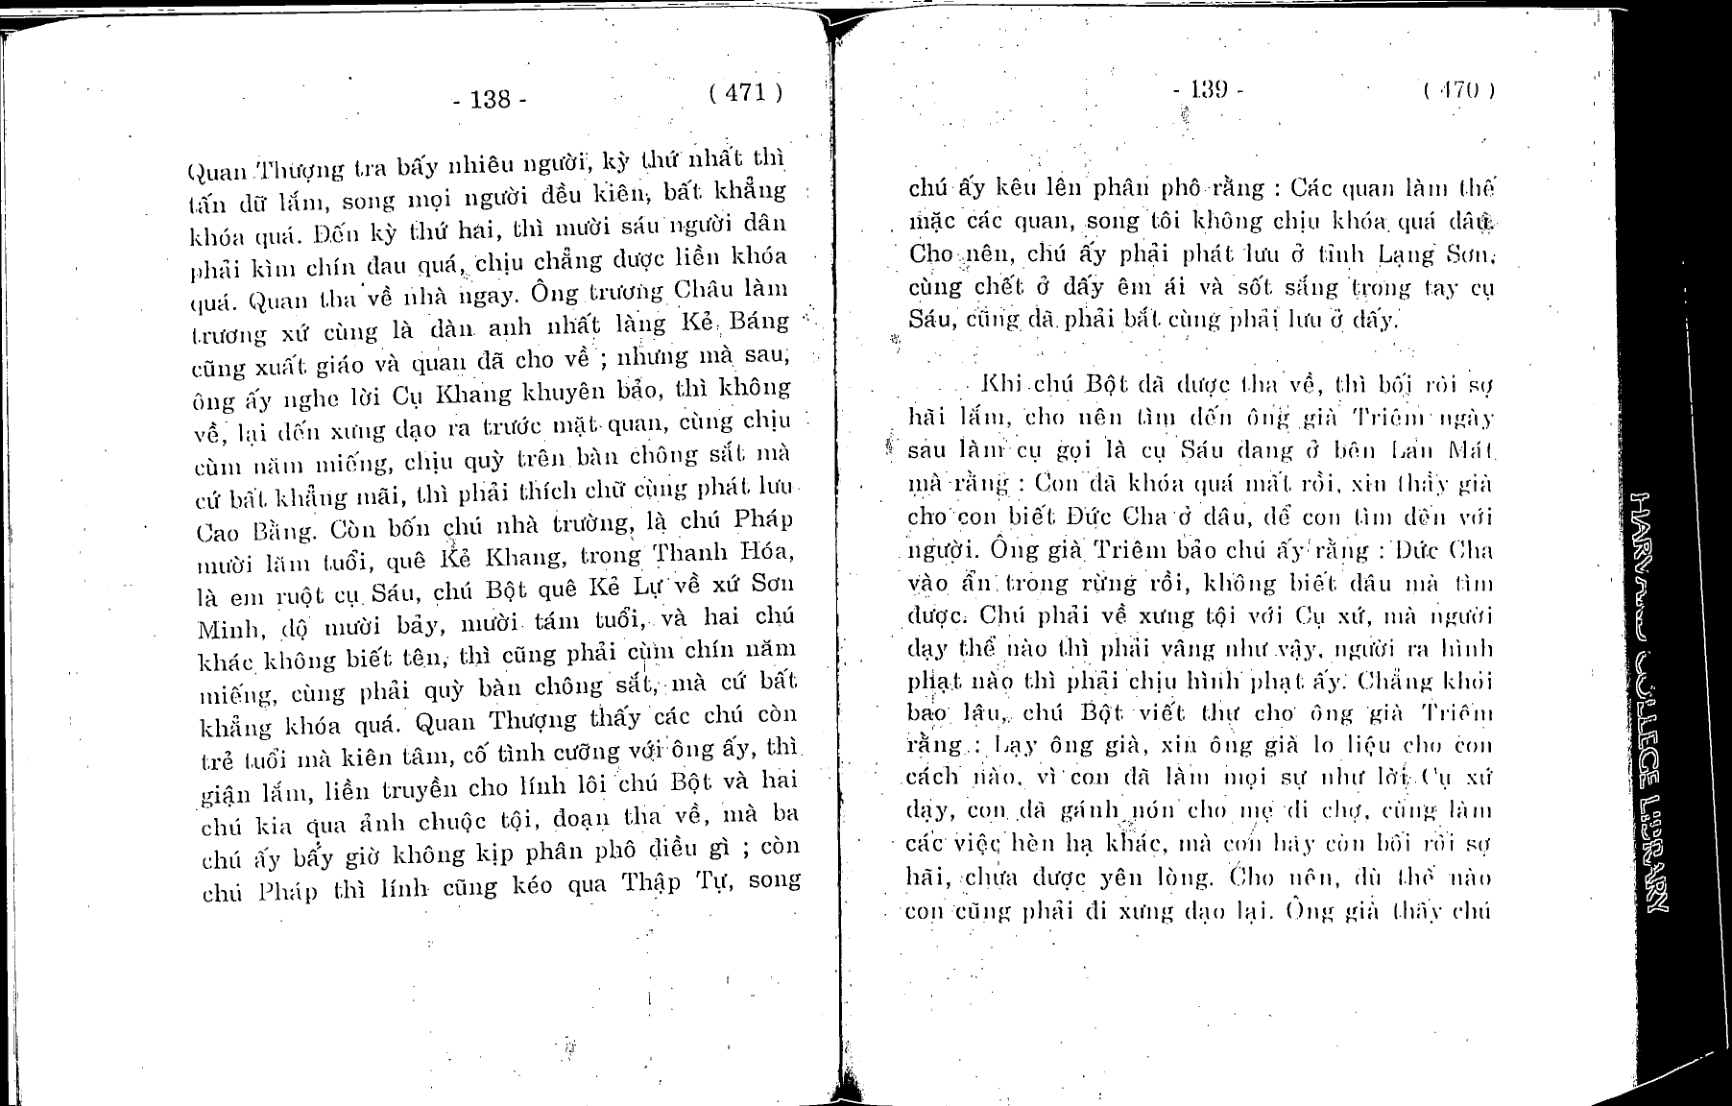 - 138 - ( 471 )
Quan Thượng tra bấy nhiêu người, kỳ thứ nhất thì
tấn dữ lắm, song mọi người đều kiên, bất khẳng
khóa quá. Đến kỳ thứ hai, thì mười sáu người dân
phải kìm chín đau quá, chịu chẳng được liền khóa
quá. Quan tha về nhà ngay. Ông trương Châu làm
trương xứ cùng là đàn anh nhất làng Kẻ Báng
cũng xuất giáo và quan đã cho về ; nhưng mà sau,
ông ấy nghe lời Cụ Khang khuyên bảo, thì không
về, lại đến xưng đạo ra trước mặt quan, cùng chịu
cùm năm miếng, chịu quỳ trên bàn chông sắt mà
cứ bất khẳng mãi, thì phải thích chữ cùng phát lưu
Cao Bằng. Còn bốn chú nhà trường, là chú Pháp
mười lăm tuổi, quê Kẻ Khang, trong Thanh Hóa,
là em ruột cụ Sáu, chú Bột quê Kẻ Lự về xứ Sơn
Minh, độ mười bảy, mười tám tuổi, và hai chú
khác không biết tên, thì cũng phải cùm chín năm
miếng, cùng phải quỳ bàn chông sắt, mà cứ bất
khẳng khóa quá. Quan Thượng thấy các chú còn
trẻ tuổi mà kiên tâm, cố tình cưỡng với ông ấy, thì
giận lắm, liền truyền cho lính lôi chú Bột và hai
chú kia qua ảnh chuộc tội, đoạn tha về, mà ba
chú ấy bấy giờ không kịp phân phô điều gì ; còn
chú Pháp thì lính cũng kéo qua Thập Tự, song
- 139 - ( 470 )
chú ấy kêu lên phân phô rằng : Các quan làm thế
mặc các quan, song tôi không chịu khóa quá đâu.
Cho nên, chú ấy phải phát lưu ở tỉnh Lạng Sơn,
cùng chết ở đấy êm ái và sốt sắng trong tay cụ
Sáu, cũng đã phải bắt cùng phải lưu ở đấy.
Khi chú Bột đã được tha về, thì bối rối sợ
hãi lắm, cho nên tìm đến ông già Triêm ngày
sau làm cụ gọi là cụ Sáu đang ở bên Lan Mát
mà rằng : Con đã khóa quá mất rồi, xin thầy già
cho con biết Đức Cha ở đâu, để con tìm đến với
người. Ông già Triêm bảo chú ấy rằng : Đức Cha
vào ẩn trong rừng rồi, không biết đâu mà tìm
được. Chú phải về xưng tội với Cụ xứ, mà người
dạy thể nào thì phải vâng như vậy, người ra hình
phạt nào thì phải chịu hình phạt ấy. Chẳng khỏi
bao lâu, chú Bột viết thư cho ông già Triêm
rằng : Lạy ông già, xin ông già lo liệu cho con
cách nào, vì con đã làm mọi sự như lời Cụ xứ
dạy, con đã gánh nón cho mẹ đi chợ, cùng làm
các việc hèn hạ khác, mà con hãy còn bối rối sợ
hãi, chưa được yên lòng. Cho nên, dù thể nào
con cũng phải đi xưng đạo lại. Ông già thấy chú
HARVARD COLLEGE LIBRARY